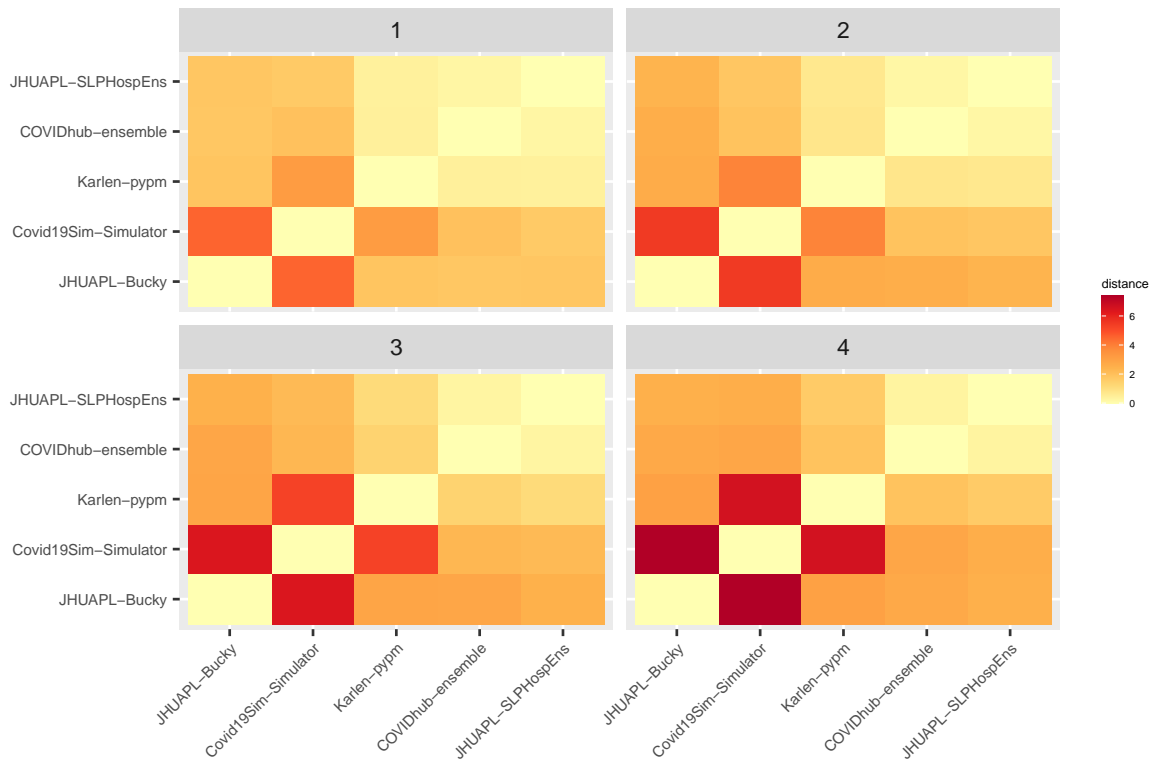 1
2
JHUAPL−SLPHospEns
COVIDhub−ensemble
Karlen−pypm
Covid19Sim−Simulator
JHUAPL−Bucky
distance
6
4
2
0
3
4
JHUAPL−SLPHospEns
COVIDhub−ensemble
Karlen−pypm
Covid19Sim−Simulator
JHUAPL−Bucky
JHUAPL−Bucky
Covid19Sim−Simulator
Karlen−pypm
COVIDhub−ensemble
JHUAPL−SLPHospEns
JHUAPL−Bucky
Covid19Sim−Simulator
Karlen−pypm
COVIDhub−ensemble
JHUAPL−SLPHospEns